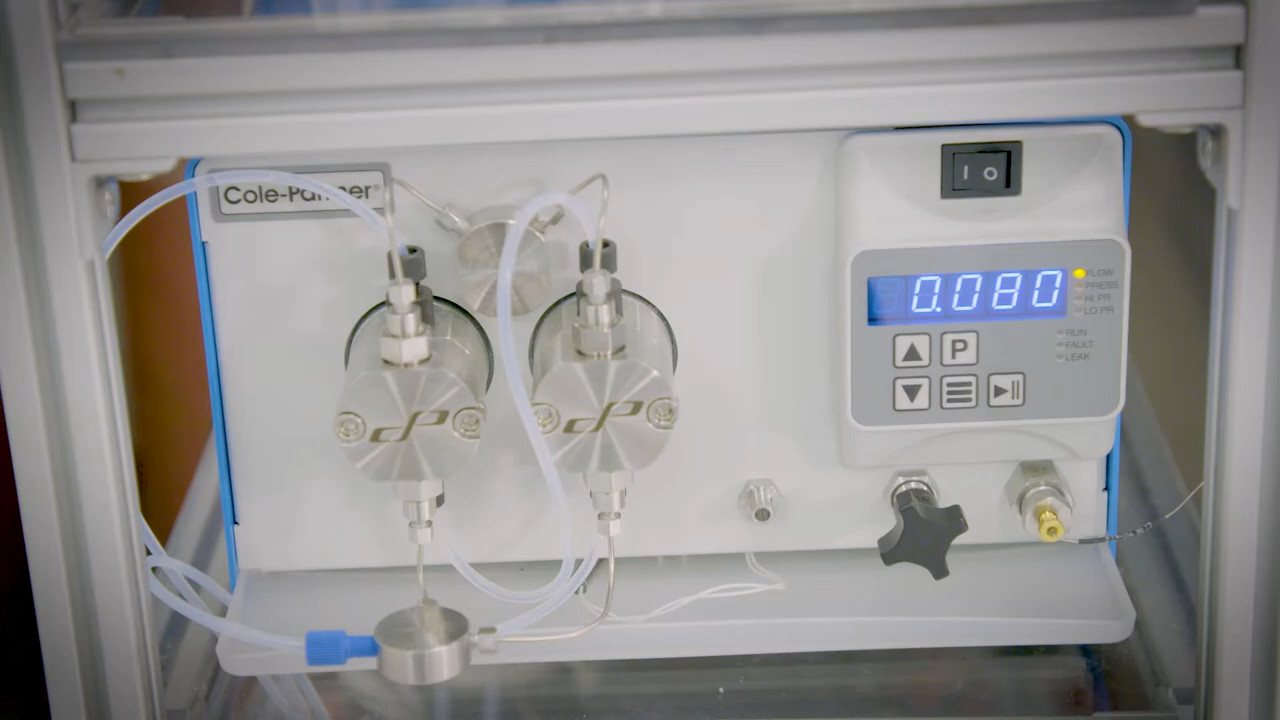 Cole-Parmer®
I O
0.080
FLOW
PRESS
HI PR
LO PR
RUN
FAULT
LEAK
P